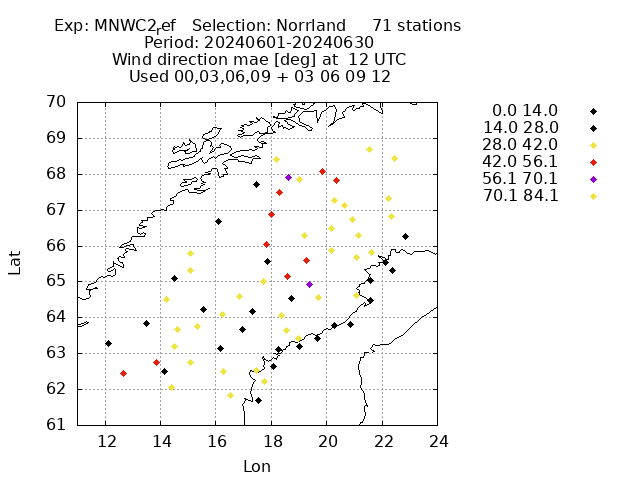 Exp: MNWC2ref   Selection: Norrland     71 stations
Period: 20240601-20240630
Wind direction mae [deg] at  12 UTC
Used 00,03,06,09 + 03 06 09 12
0.0 14.0
14.0 28.0
28.0 42.0
42.0 56.1
56.1 70.1
70.1 84.1
70
69
68
67
66
65
64
63
62
61
Lat
12 14 16 18 20 22 24
Lon